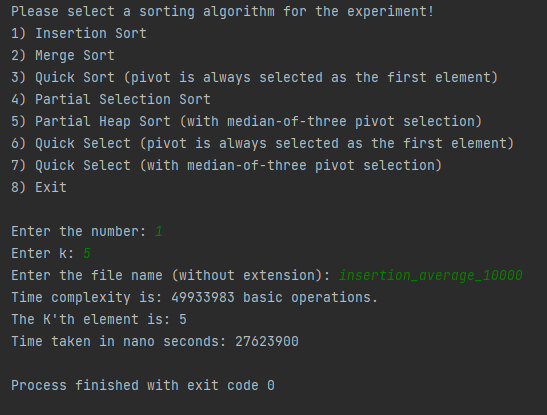 Please select a sorting algorithm for the experiment!
1) Insertion Sort
2) Merge Sort
3) Quick Sort (pivot is always selected as the first element)
4) Partial Selection Sort
5) Partial Heap Sort (with median-of-three pivot selection)
6) Quick Select (pivot is always selected as the first element)
7) Quick Select (with median-of-three pivot selection)
8) Exit
Enter the number: 1
Enter k: 5
Enter the file name (without extension): insertion_average_10000
Time complexity is: 49933983 basic operations.
The K'th element is: 5
Time taken in nano seconds: 27623900
Process finished with exit code 0